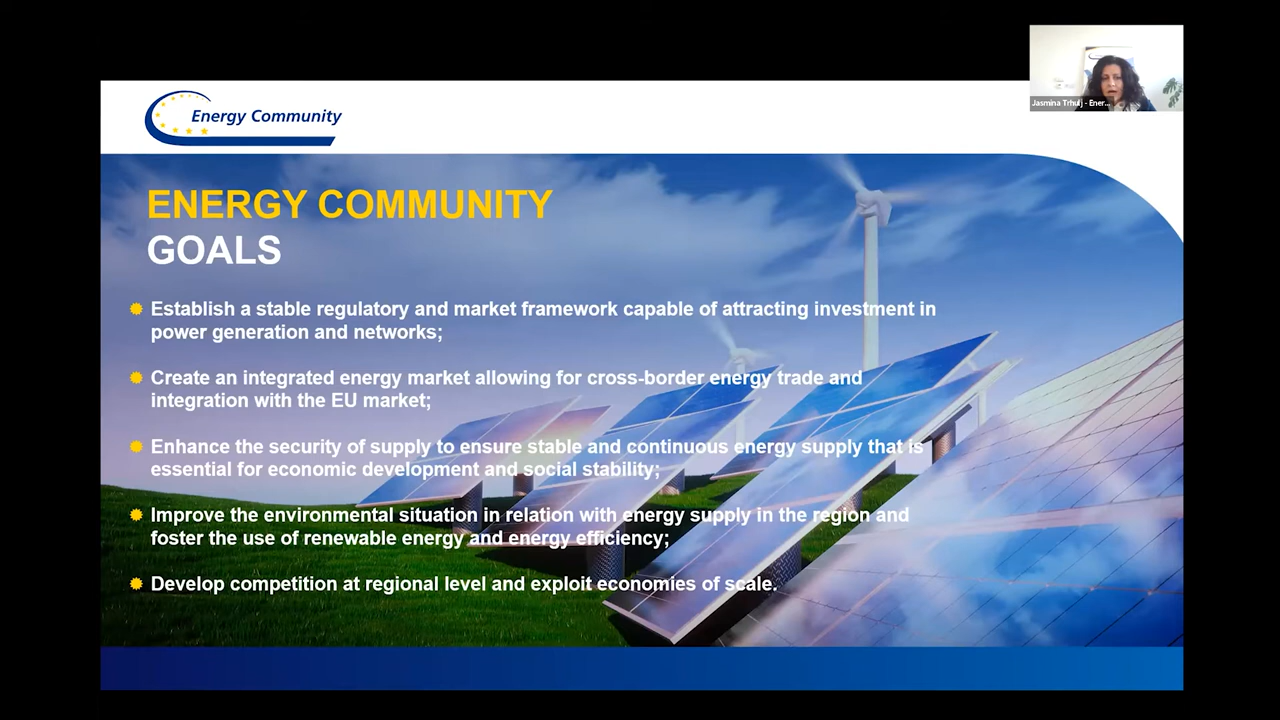 Jasmina Trhulj - Ener...
Energy Community
ENERGY COMMUNITY
GOALS
Establish a stable regulatory and market framework capable of attracting investment in
power generation and networks;
Create an integrated energy market allowing for cross-border energy trade and
integration with the EU market;
Enhance the security of supply to ensure stable and continuous energy supply that is
essential for economic development and social stability;
Improve the environmental situation in relation with energy supply in the region and
foster the use of renewable energy and energy efficiency;
Develop competition at regional level and exploit economies of scale.